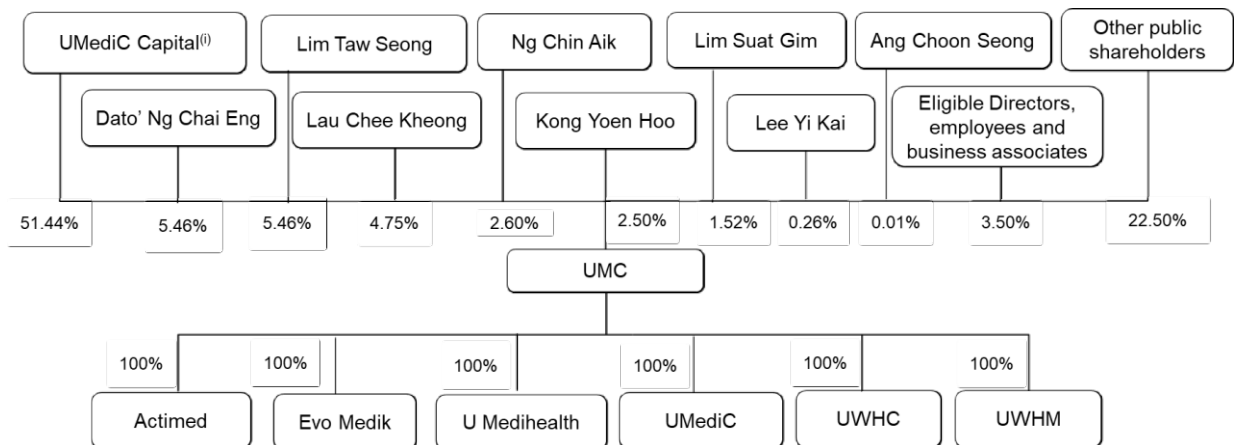 UMediC Capital(i)
Lim Taw Seong
Ng Chin Aik
Lim Suat Gim
Ang Choon Seong
Other public
shareholders
Dato' Ng Chai Eng
Lau Chee Kheong
Kong Yoen Hoo
Lee Yi Kai
Eligible Directors,
employees and
business associates
51.44%
5.46%
5.46%
4.75%
2.60%
2.50%
1.52%
0.26%
0.01%
3.50%
22.50%
UMC
100%
100%
100%
100%
100%
100%
Actimed
Evo Medik
U Medihealth
UMediC
UWHC
UWHM